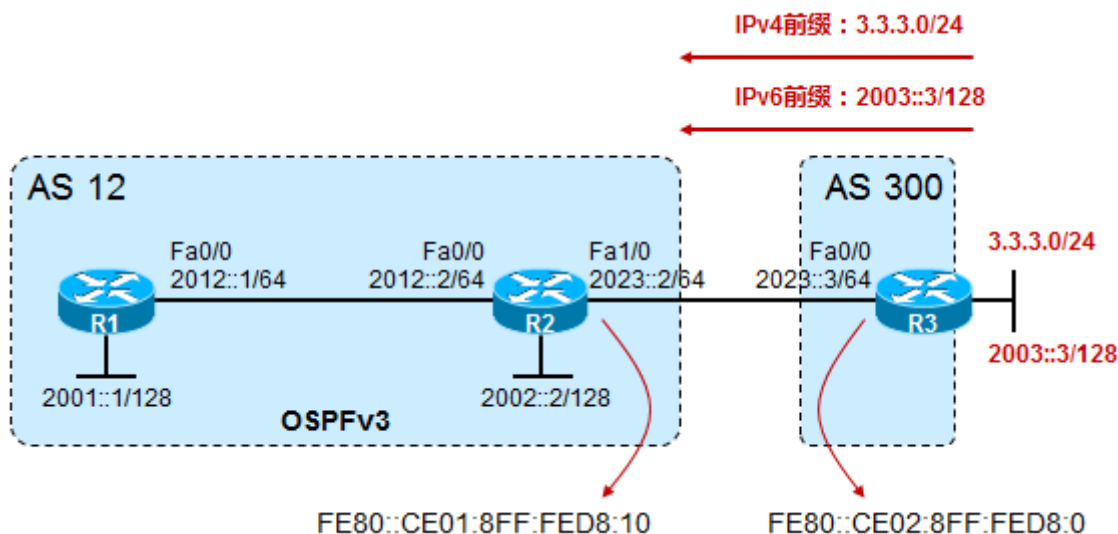 IPv4前缀：3.3.3.0/24
IPv6前缀：2003::3/128
AS 12
AS 300
Fa0/0
2012::1/64
Fa0/0
2012::2/64
Fa1/0
2023::2/64
Fa0/0
2023::3/64
3.3.3.0/24
R1
R2
R3
2003::3/128
2001::1/128
2002::2/128
OSPFv3
FE80::CE01:8FF:FED8:10
FE80::CE02:8FF:FED8:0